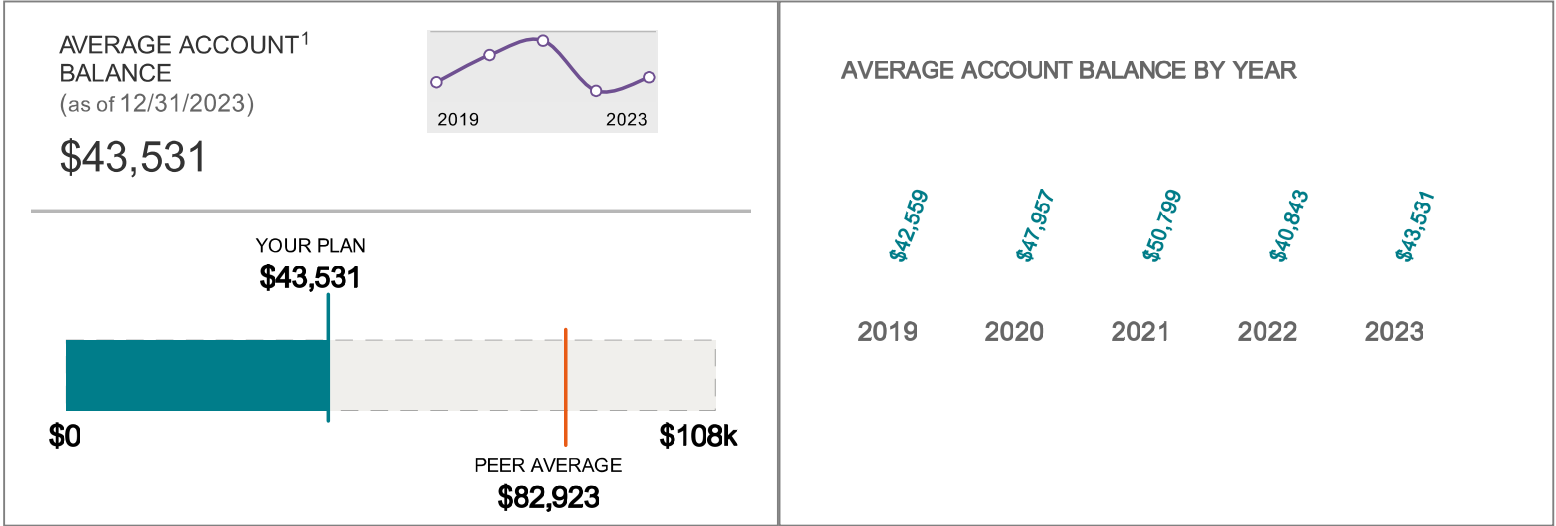 AVERAGE ACCOUNT¹
BALANCE
(as of 12/31/2023)
$43,531
2019 2023
YOUR PLAN
$43,531
$0 $108k
PEER AVERAGE
$82,923
AVERAGE ACCOUNT BALANCE BY YEAR
$42,559 $47,957 $50,799 $40,843 $43,531
2019 2020 2021 2022 2023